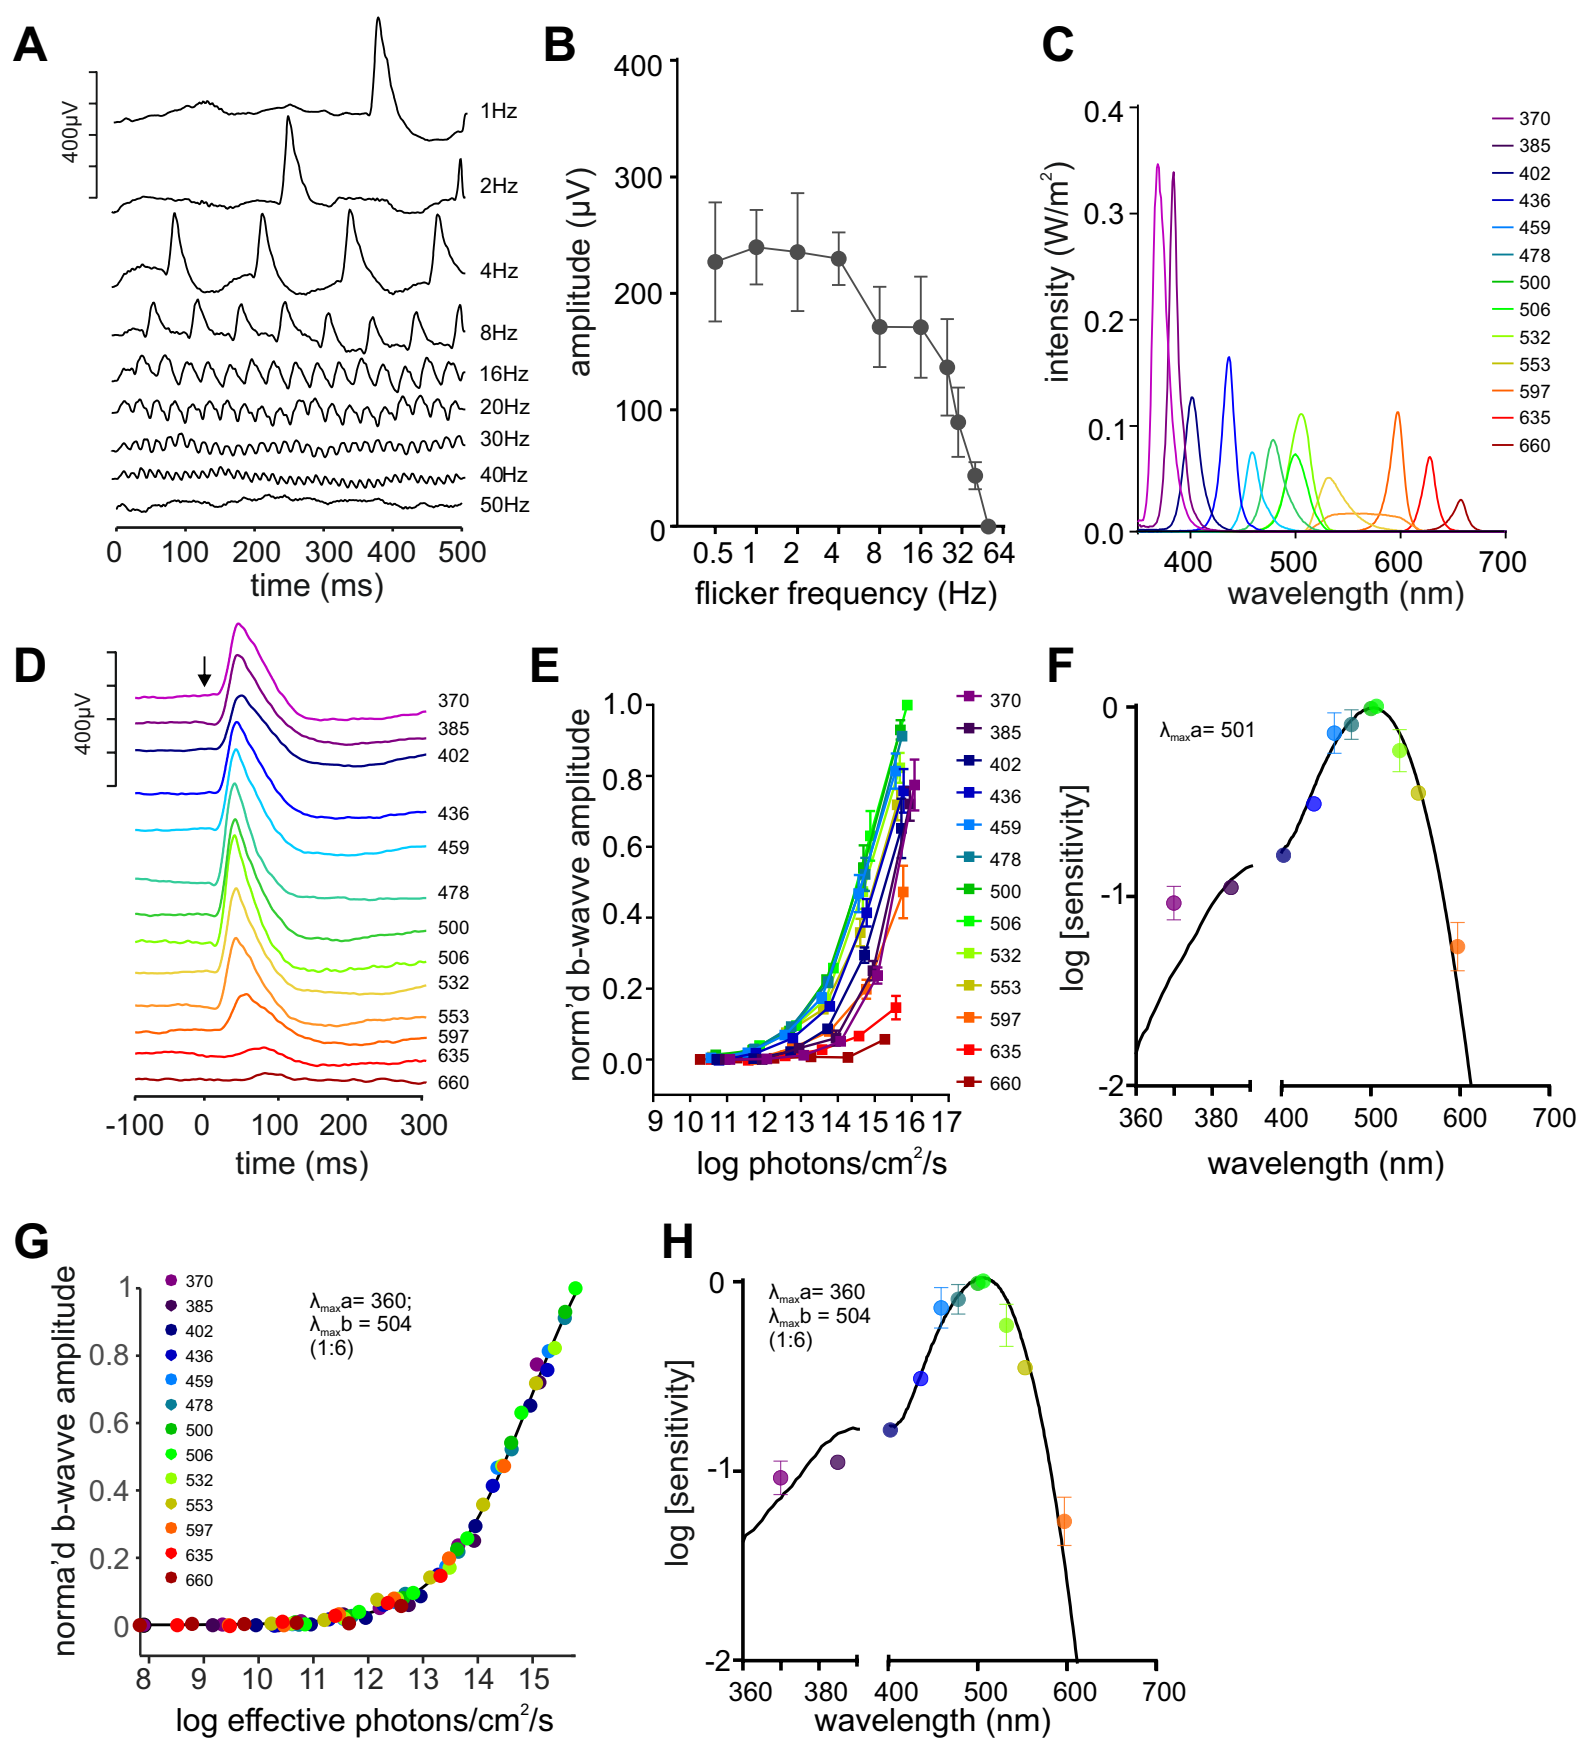 A
400µV
1Hz
2Hz
4Hz
8Hz
16Hz
20Hz
30Hz
40Hz
50Hz
0 100 200 300 400 500
time (ms)
B
amplitude (µV)
400
300
200
100
0
0.5 1 2 4 8 16 32 64
flicker frequency (Hz)
C
intensity (W/m²)
0.4
0.3
0.2
0.1
0.0
400 500 600 700
wavelength (nm)
370
385
402
436
459
478
500
506
532
553
597
635
660
D
400µV
370
385
402
436
459
478
500
506
532
553
597
635
660
-100 0 100 200 300
time (ms)
E
norm'd b-wavve amplitude
1.0
0.8
0.6
0.4
0.2
0.0
9 10 11 12 13 14 15 16 17
log photons/cm²/s
370
385
402
436
459
478
500
506
532
553
597
635
660
F
log [sensitivity]
λmaxa= 501
0
-1
-2
360 380 400 500 600 700
wavelength (nm)
G
norma'd b-wavve amplitude
1
0.8
0.6
0.4
0.2
0
370
385
402
436
459
478
500
506
532
553
597
635
660
λmaxa= 360;
λmaxb = 504
(1:6)
8 9 10 11 12 13 14 15
log effective photons/cm²/s
H
log [sensitivity]
λmaxa= 360
λmaxb = 504
(1:6)
0
-1
-2
360 380 400 500 600 700
wavelength (nm)